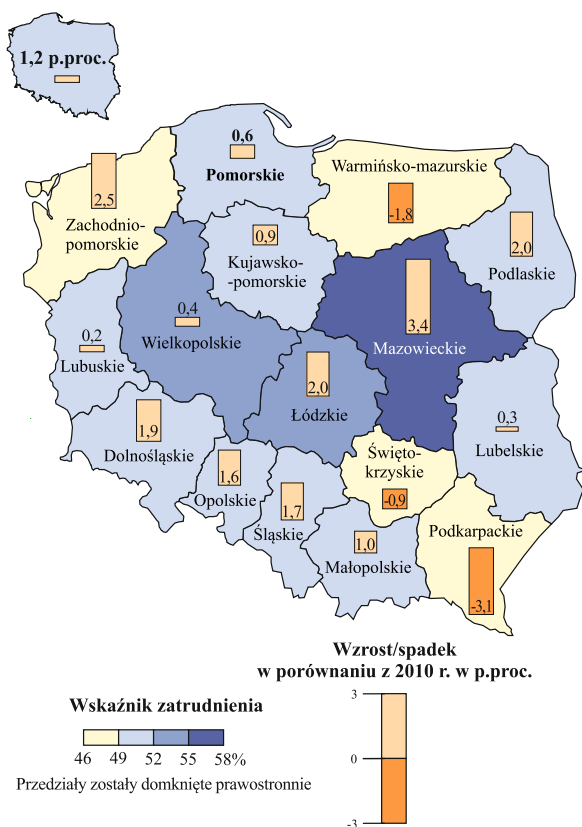 1,2 p.proc.
0,6
Pomorskie
Warmińsko-mazurskie
-1,8
2,5
Zachodnio-
pomorskie
0,9
Kujawsko-
-pomorskie
2,0
Podlaskie
3,4
Mazowieckie
0,4
Wielkopolskie
0,2
Lubuskie
2,0
Łódzkie
1,9
Dolnośląskie
0,3
Lubelskie
1,6
Opolskie
1,7
Śląskie
Święto-
krzyskie
-0,9
1,0
Małopolskie
Podkarpackie
-3,1
Wzrost/spadek
w porównaniu z 2010 r. w p.proc.
3
0
-3
Wskaźnik zatrudnienia
46 49 52 55 58%
Przedziały zostały domknięte prawostronnie